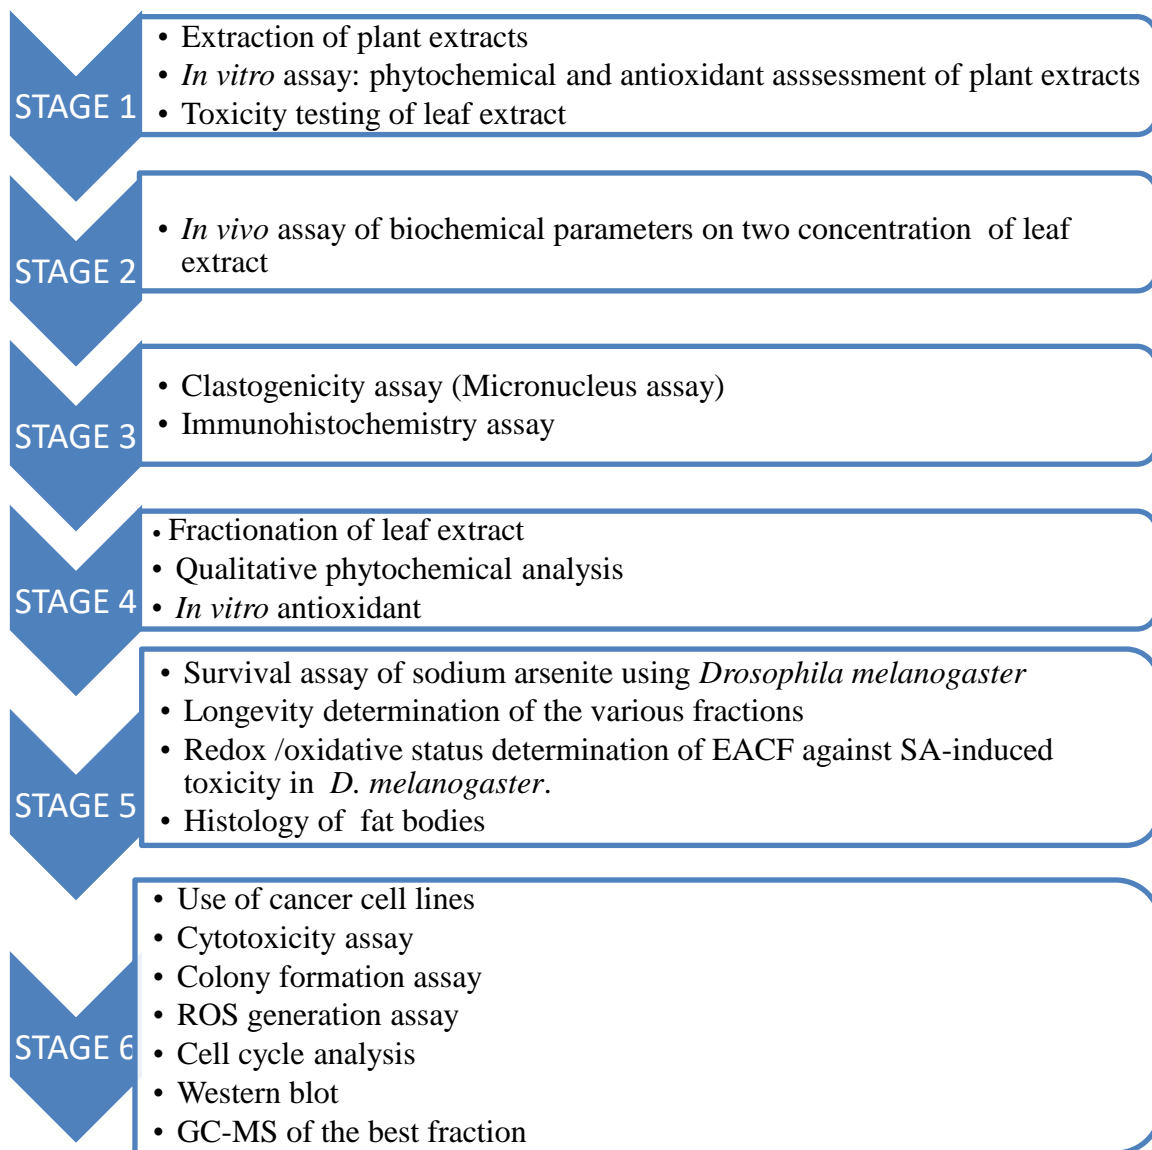 STAGE 1
• Extraction of plant extracts
• In vitro assay: phytochemical and antioxidant asssessment of plant extracts
• Toxicity testing of leaf extract
STAGE 2
• In vivo assay of biochemical parameters on two concentration of leaf
extract
STAGE 3
• Clastogenicity assay (Micronucleus assay)
• Immunohistochemistry assay
STAGE 4
• Fractionation of leaf extract
• Qualitative phytochemical analysis
• In vitro antioxidant
STAGE 5
• Survival assay of sodium arsenite using Drosophila melanogaster
• Longevity determination of the various fractions
• Redox /oxidative status determination of EACF against SA-induced
toxicity in D. melanogaster.
• Histology of fat bodies
STAGE 6
• Use of cancer cell lines
• Cytotoxicity assay
• Colony formation assay
• ROS generation assay
• Cell cycle analysis
• Western blot
• GC-MS of the best fraction